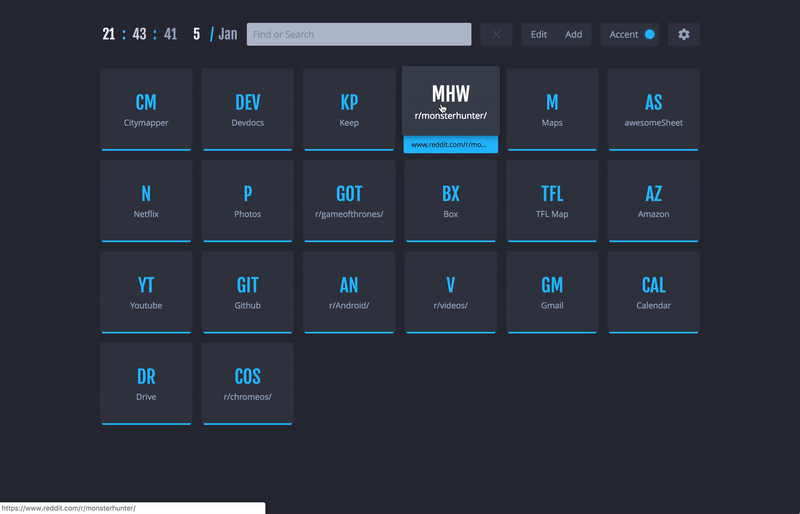 21 : 43 : 41 5 / Jan
Find or Search
Edit Add
Accent
CM
Citymapper
DEV
Devdocs
KP
Keep
MHW
r/monsterhunter/
www.reddit.com/r/mo...
M
Maps
AS
awesomeSheet
N
Netflix
P
Photos
GOT
r/gameofthrones/
BX
Box
TFL
TFL Map
AZ
Amazon
YT
Youtube
GIT
Github
AN
r/Android/
V
r/videos/
GM
Gmail
CAL
Calendar
DR
Drive
COS
r/chromeos/
https://www.reddit.com/r/monsterhunter/